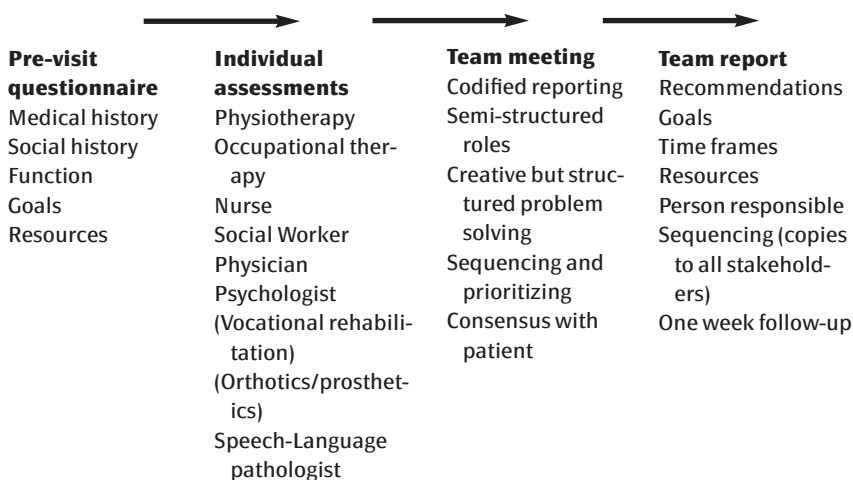 Pre-visit
questionnaire
Medical history
Social history
Function
Goals
Resources
Individual
assessments
Physiotherapy
Occupational ther-
apy
Nurse
Social Worker
Physician
Psychologist
(Vocational rehabili-
tation)
(Orthotics/prosthet-
ics)
Speech-Language
pathologist
Team meeting
Codified reporting
Semi-structured
roles
Creative but struc-
tured problem
solving
Sequencing and
prioritizing
Consensus with
patient
Team report
Recommendations
Goals
Time frames
Resources
Person responsible
Sequencing (copies
to all stakehold-
ers)
One week follow-up